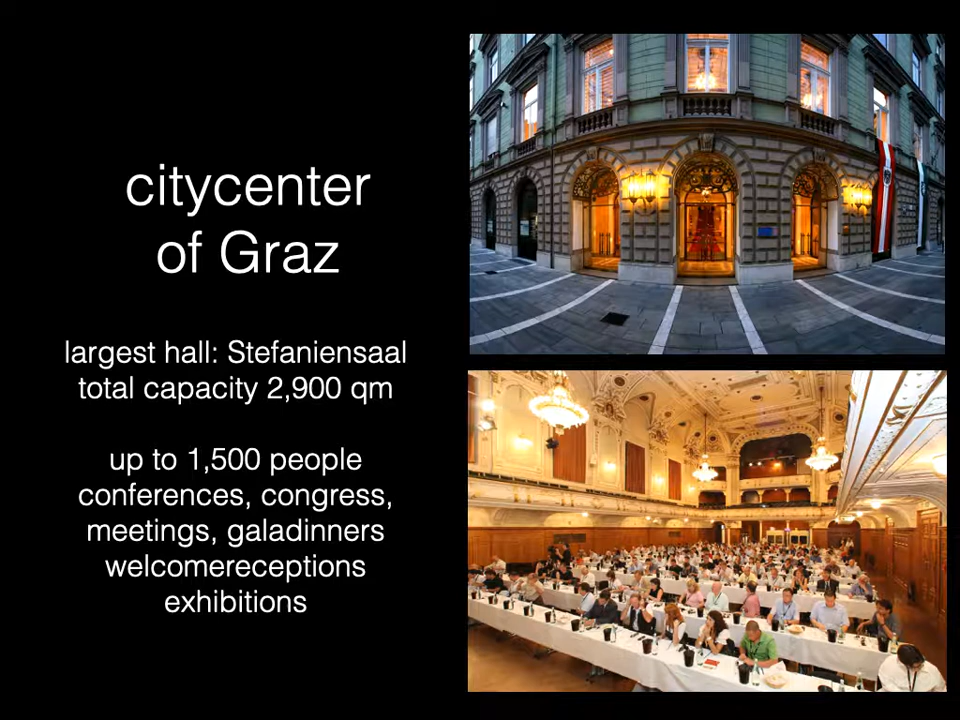 citycenter
of Graz
largest hall: Stefaniensaal
total capacity 2,900 qm
up to 1,500 people
conferences, congress,
meetings, galadinners
welcomereceptions
exhibitions